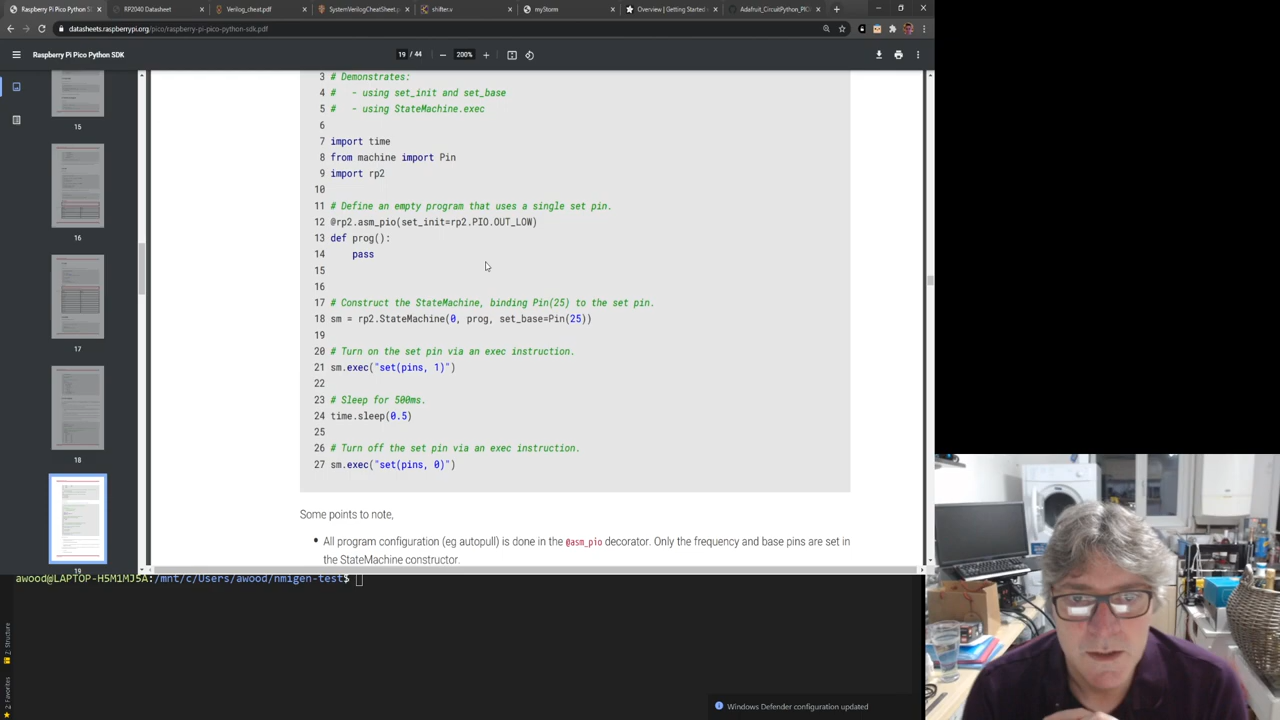 Raspberry Pi Pico Python SD
RP2040 Datasheet
Verilog_cheat.pdf
SystemVerilogCheatSheet.p
shifter.v
myStorm
Overview | Getting Started
Adafruit_CircuitPython_PI
datasheets.raspberrypi.org/pico/raspberry-pi-pico-python-sdk.pdf
Raspberry Pi Pico Python SDK
19 / 44
200%
15
16
17
18
19
3 # Demonstrates:
4 # - using set_init and set_base
5 # - using StateMachine.exec
6
7 import time
8 from machine import Pin
9 import rp2
10
11 # Define an empty program that uses a single set pin.
12 @rp2.asm_pio(set_init=rp2.PIO.OUT_LOW)
13 def prog():
14 pass
15
16
17 # Construct the StateMachine, binding Pin(25) to the set pin.
18 sm = rp2.StateMachine(0, prog, set_base=Pin(25))
19
20 # Turn on the set pin via an exec instruction.
21 sm.exec("set(pins, 1)")
22
23 # Sleep for 500ms.
24 time.sleep(0.5)
25
26 # Turn off the set pin via an exec instruction.
27 sm.exec("set(pins, 0)")
Some points to note,
• All program configuration (eg autopull) is done in the @asm_pio decorator. Only the frequency and base pins are set in
the StateMachine constructor.
awood@LAPTOP-H5M1MJ5A:/mnt/c/Users/awood/nmigen-test$
Z: Structure
2: Favorites
Windows Defender configuration updated